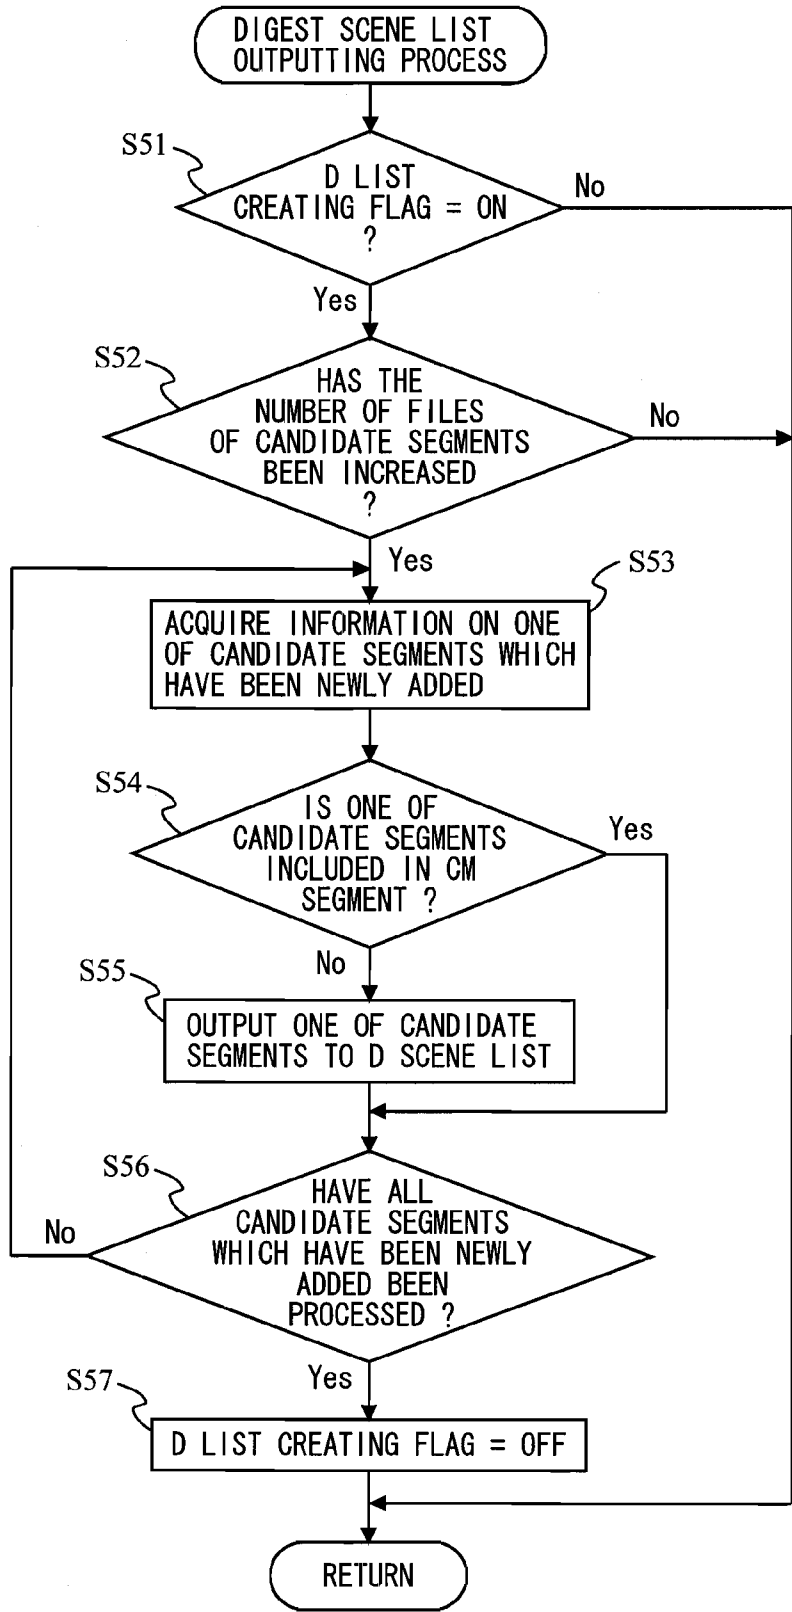 DIGEST SCENE LIST
OUTPUTTING PROCESS
S51
D LIST
CREATING FLAG = ON
?
No
Yes
S52
HAS THE
NUMBER OF FILES
OF CANDIDATE SEGMENTS
BEEN INCREASED
?
No
Yes
S53
ACQUIRE INFORMATION ON ONE
OF CANDIDATE SEGMENTS WHICH
HAVE BEEN NEWLY ADDED
S54
IS ONE OF
CANDIDATE SEGMENTS
INCLUDED IN CM
SEGMENT ?
Yes
No
S55
OUTPUT ONE OF CANDIDATE
SEGMENTS TO D SCENE LIST
S56
HAVE ALL
CANDIDATE SEGMENTS
WHICH HAVE BEEN NEWLY
ADDED BEEN
PROCESSED ?
No
Yes
S57
D LIST CREATING FLAG = OFF
RETURN